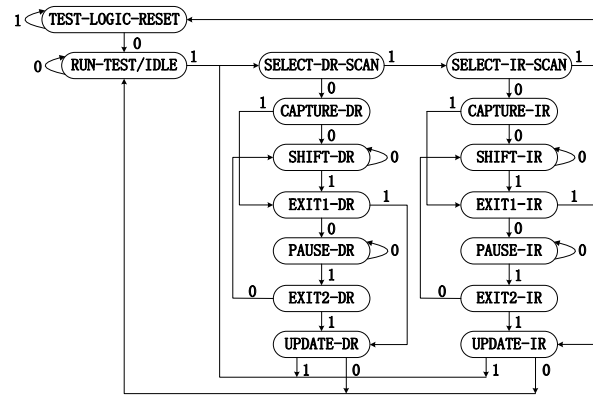 1 TEST-LOGIC-RESET
0
0 RUN-TEST/IDLE 1 SELECT-DR-SCAN 1 SELECT-IR-SCAN 1
0 0
1 CAPTURE-DR 1 CAPTURE-IR
0 0
SHIFT-DR 0 SHIFT-IR 0
1 1
EXIT1-DR 1 EXIT1-IR 1
0 0
PAUSE-DR 0 PAUSE-IR 0
1 1
0 EXIT2-DR 0 EXIT2-IR
1 1
UPDATE-DR UPDATE-IR
1 0 1 0